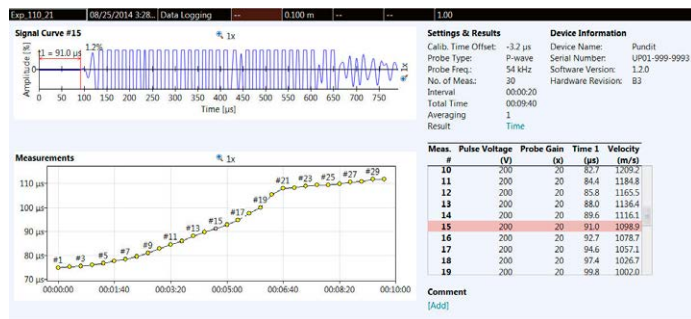 Exp_110_21 08/25/2014 3:28... Data Logging -- 0.100 m -- -- 1.00
Signal Curve #15 1x
t1 = 91.0 µs 1.2%
Amplitude [%]
0
1x
0 50 100 150 200 250 300 350 400 450 500 550 600 650 700 750
Time [µs]
Measurements 1x
110 µs
100 µs
90 µs
80 µs
70 µs
#1 #3 #5 #7 #9 #11 #13 #15 #17 #19 #21 #23 #25 #27 #29
00:00:00 00:01:40 00:03:20 00:05:00 00:06:40 00:08:20 00:10:00
Settings & Results
Calib. Time Offset: -3.2 µs
Probe Type: P-wave
Probe Freq.: 54 kHz
No. of Meas.: 30
Interval 00:00:20
Total Time 00:09:40
Averaging 1
Result Time
Device Information
Device Name: Pundit
Serial Number: UP01-999-9993
Software Version: 1.2.0
Hardware Revision: B3
Meas. Pulse Voltage Probe Gain Time 1 Velocity
# (V) (x) (µs) (m/s)
10 200 20 82.7 1209.2
11 200 20 84.4 1184.8
12 200 20 85.8 1165.5
13 200 20 88.0 1136.4
14 200 20 89.6 1116.1
15 200 20 91.0 1098.9
16 200 20 92.7 1078.7
17 200 20 94.6 1057.1
18 200 20 97.4 1026.7
19 200 20 99.8 1002.0
Comment
[Add]